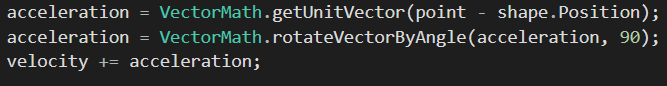 acceleration = VectorMath.getUnitVector(point - shape.Position);
acceleration = VectorMath.rotateVectorByAngle(acceleration, 90);
velocity += acceleration;